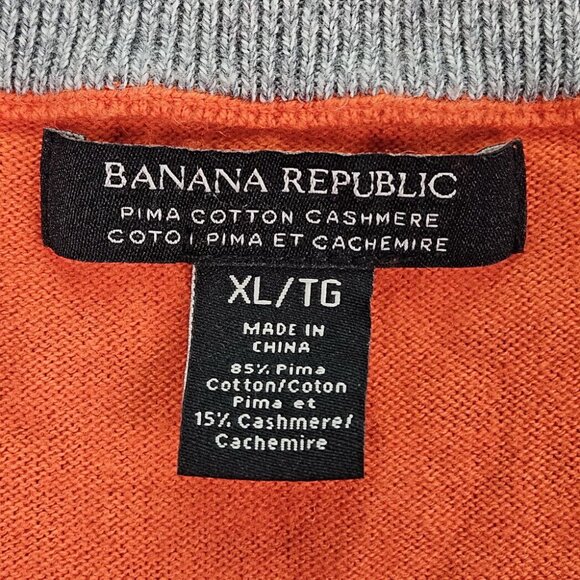 BANANA REPUBLIC
PIMA COTTON CASHMERE
COTO I PIMA ET CACHEMIRE
XL/TG
MADE IN
CHINA
85% Pima
Cotton/Coton
Pima et
15% Cashmere/
Cachemire